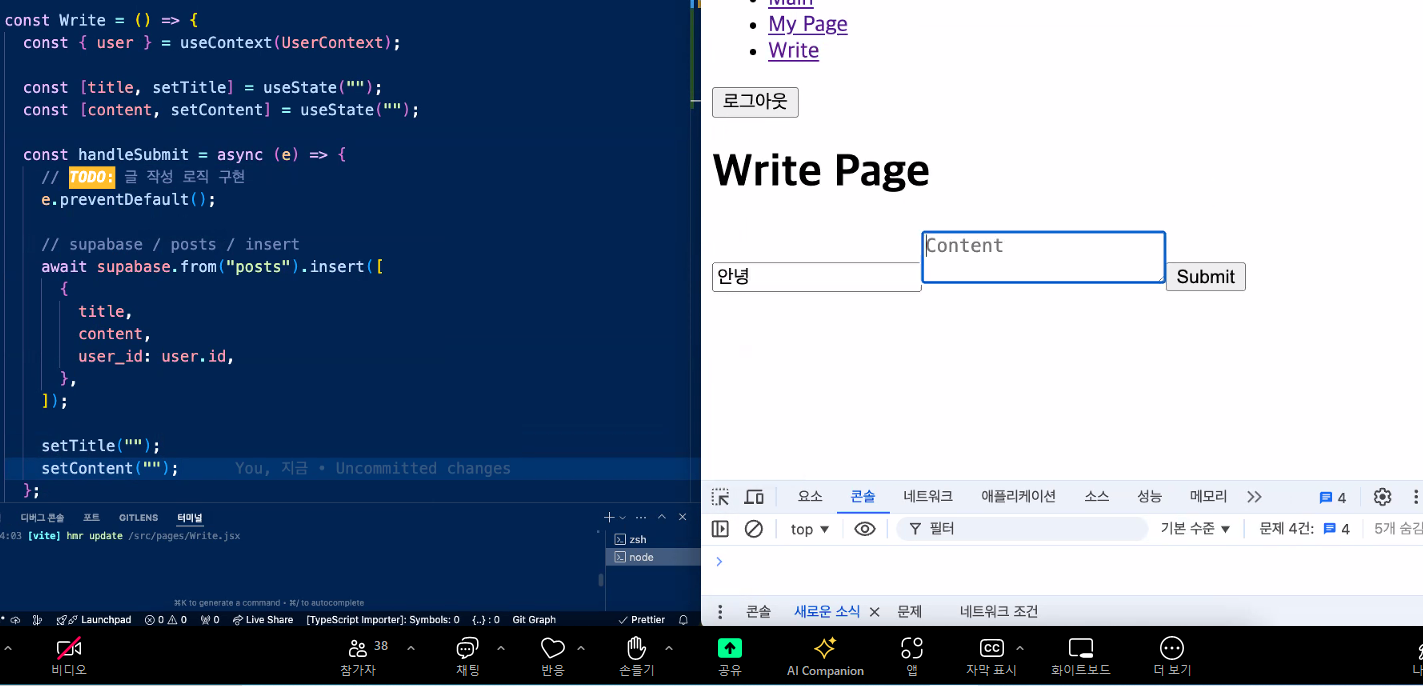 const Write = () => {
const { user } = useContext(UserContext);
const [title, setTitle] = useState("");
const [content, setContent] = useState("");
const handleSubmit = async (e) => {
// TODO: 글 작성 로직 구현
e.preventDefault();
// supabase / posts / insert
await supabase.from("posts").insert([
{
title,
content,
user_id: user.id,
},
]);
setTitle("");
setContent(""); You, 지금 • Uncommitted changes
};
디버그 콘솔 포트 GITLENS 터미널
4:03 [vite] hmr update /src/pages/Write.jsx
zsh
node
⌘K to generate a command • ⌘/ to autocomplete
Launchpad 0 0 0 Live Share [TypeScript Importer]: Symbols: 0 {..} : 0 Git Graph Prettier
Main
My Page
Write
로그아웃
Write Page
안녕 Content Submit
요소 콘솔 네트워크 애플리케이션 소스 성능 메모리 4
top 필터 기본 수준 문제 4건: 4 5개 숨김
콘솔 새로운 소식 문제 네트워크 조건
비디오 참가자 38 채팅 반응 손들기 공유 AI Companion 앱 CC 자막 표시 화이트보드 더 보기